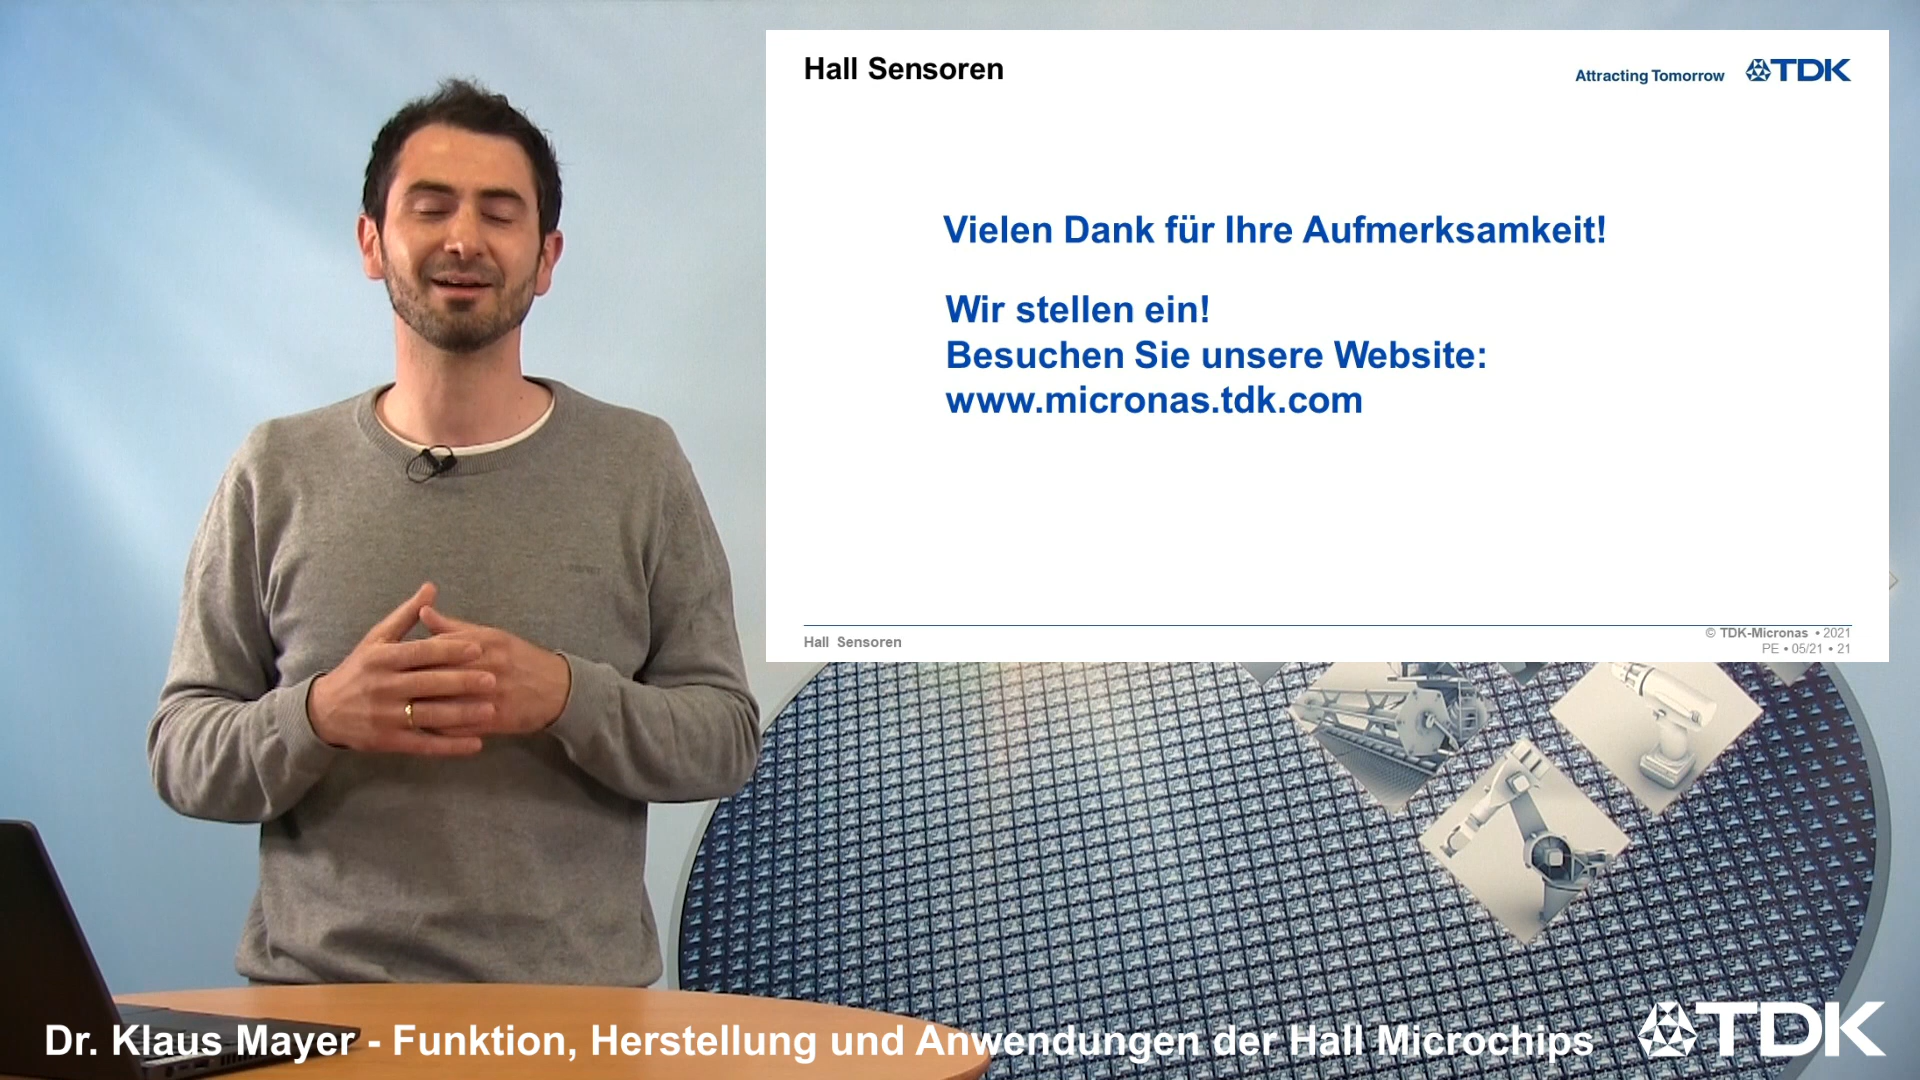 Hall Sensoren
Attracting Tomorrow TDK
Vielen Dank für Ihre Aufmerksamkeit!
Wir stellen ein!
Besuchen Sie unsere Website:
www.micronas.tdk.com
Hall Sensoren
© TDK-Micronas • 2021
PE • 05/21 • 21
Dr. Klaus Mayer - Funktion, Herstellung und Anwendungen der Hall Microchips
TDK